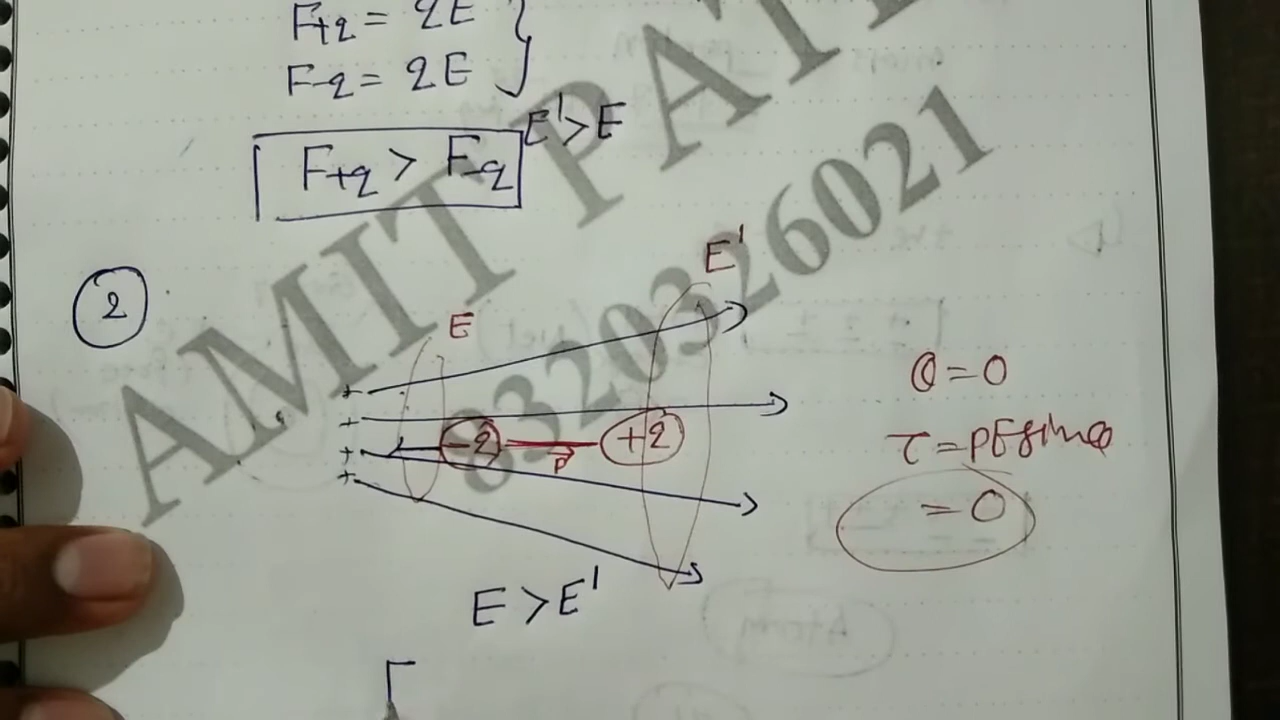 F+q = qE
F-q = qE
E'>E
F+q > F-q
2
E'
E
-q
+q
P
θ=0
τ=PEsinθ
=0
E>E'
AMIT PAT
8320326021